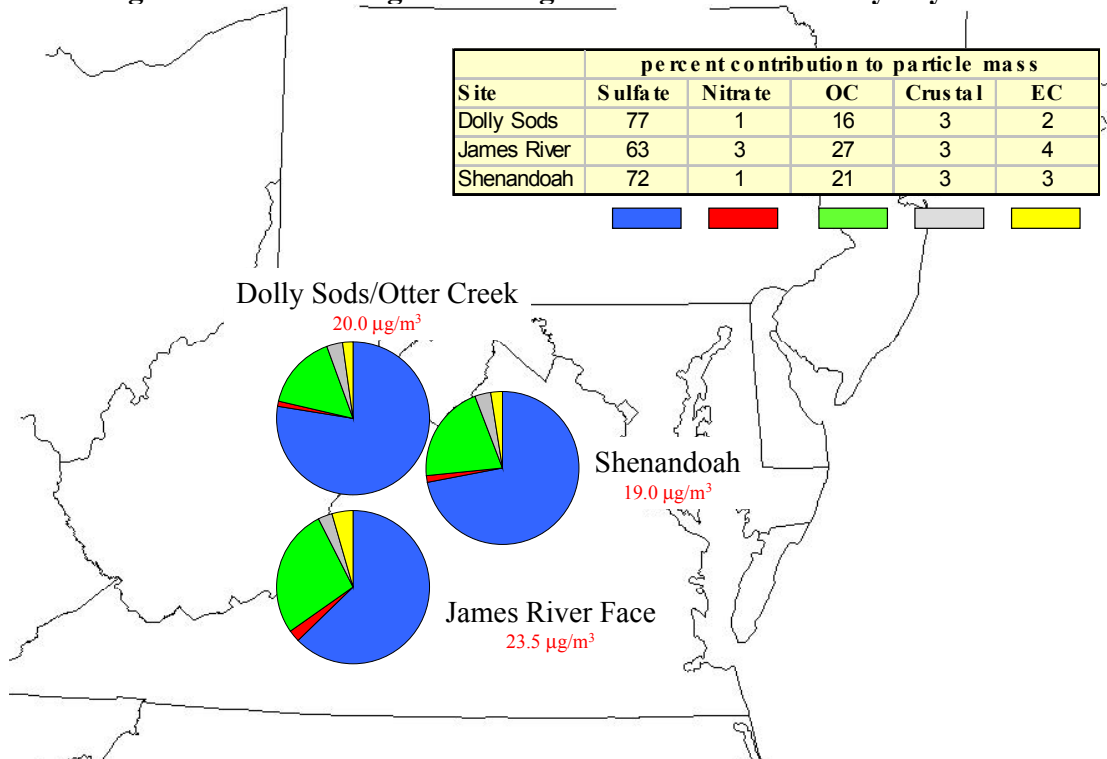 percent contribution to particle mass
Site Sulfate Nitrate OC Crustal EC
Dolly Sods 77 1 16 3 2
James River 63 3 27 3 4
Shenandoah 72 1 21 3 3
Dolly Sods/Otter Creek
20.0 µg/m³
Shenandoah
19.0 µg/m³
James River Face
23.5 µg/m³